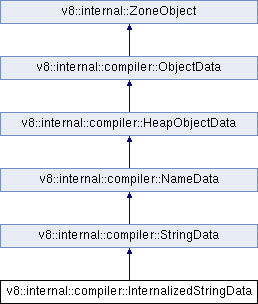 v8::internal::ZoneObject
v8::internal::compiler::ObjectData
v8::internal::compiler::HeapObjectData
v8::internal::compiler::NameData
v8::internal::compiler::StringData
v8::internal::compiler::InternalizedStringData